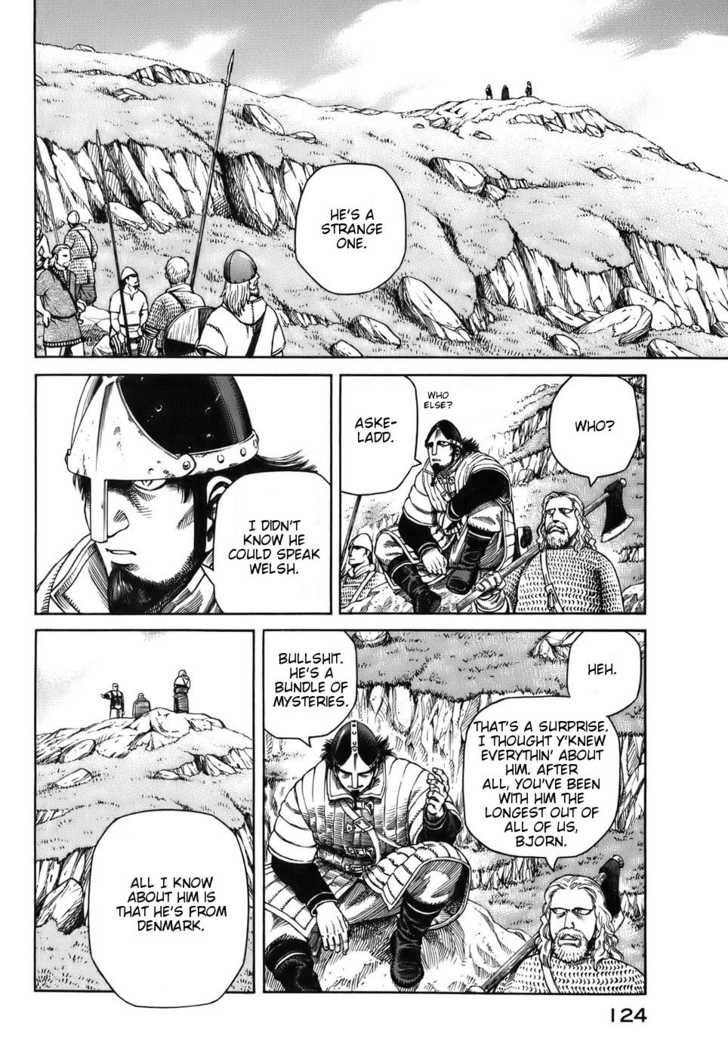 HE'S A
STRANGE
ONE.
WHO?
WHO
ELSE?
ASKE-
LADD.
I DIDN'T
KNOW HE
COULD SPEAK
WELSH.
HEH.
THAT'S A SURPRISE.
I THOUGHT Y'KNEW
EVERYTHIN' ABOUT
HIM. AFTER
ALL, YOU'VE BEEN
WITH HIM THE
LONGEST OUT OF
ALL OF US,
BJORN.
BULLSHIT.
HE'S A
BUNDLE OF
MYSTERIES.
ALL I KNOW
ABOUT HIM IS
THAT HE'S FROM
DENMARK.
124